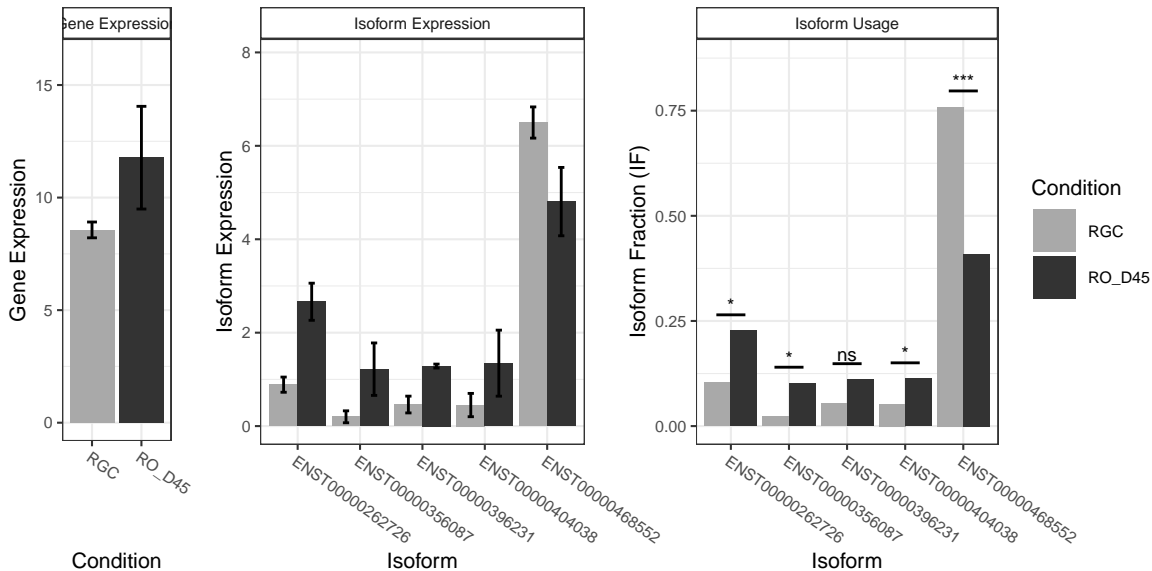 Gene Expression
Isoform Expression
Isoform Usage
Gene Expression
15
10
5
0
RGC
RO_D45
Condition
Isoform Expression
8
6
4
2
0
ENST00000262726
ENST00000356087
ENST00000396231
ENST00000404038
ENST00000468552
Isoform
Isoform Fraction (IF)
0.75
0.50
0.25
0.00
*
*
ns
*
***
ENST00000262726
ENST00000356087
ENST00000396231
ENST00000404038
ENST00000468552
Isoform
Condition
RGC
RO_D45